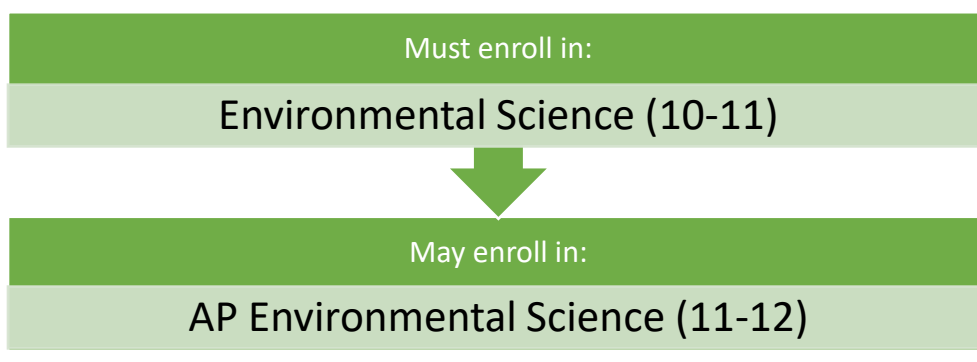 Must enroll in:
Environmental Science (10-11)
May enroll in:
AP Environmental Science (11-12)